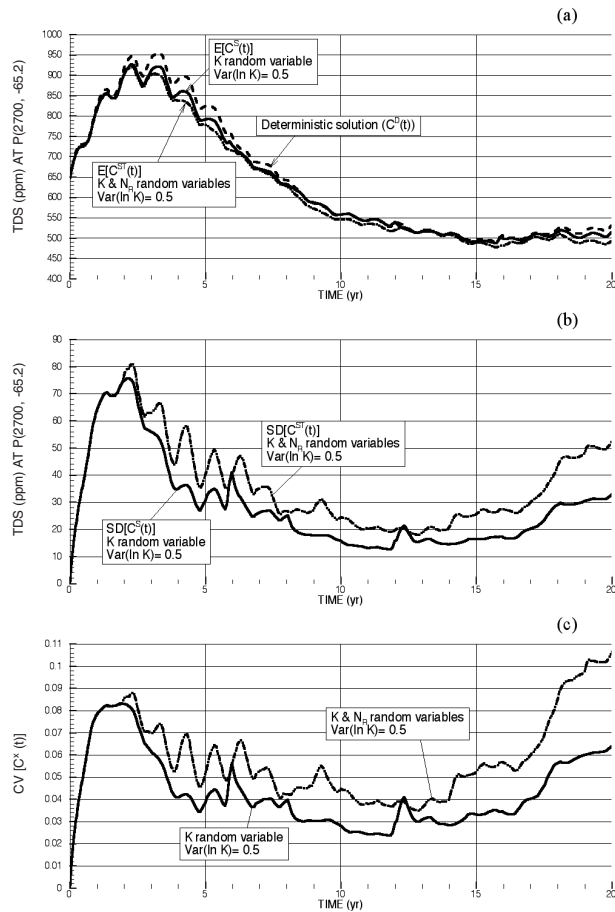 (a)
1000
950
900
850
800
750
700
650
600
550
500
450
400
TDS (ppm) AT P(2700, -65.2)
E[C^S(t)]
K random variable
Var(ln K)= 0.5
Deterministic solution (C^D(t))
E[C^ST(t)]
K & N_R random variables
Var(ln K)= 0.5
0 5 10 15 20
TIME (yr)
(b)
90
80
70
60
50
40
30
20
10
0
TDS (ppm) AT P(2700, -65.2)
SD[C^ST(t)]
K & N_R random variables
Var(ln K)= 0.5
SD[C^S(t)]
K random variable
Var(ln K)= 0.5
0 5 10 15 20
TIME (yr)
(c)
0.11
0.1
0.09
0.08
0.07
0.06
0.05
0.04
0.03
0.02
0.01
0
CV [C^x (t)]
K & N_R random variables
Var(ln K)= 0.5
K random variable
Var(ln K)= 0.5
0 5 10 15 20
TIME (yr)